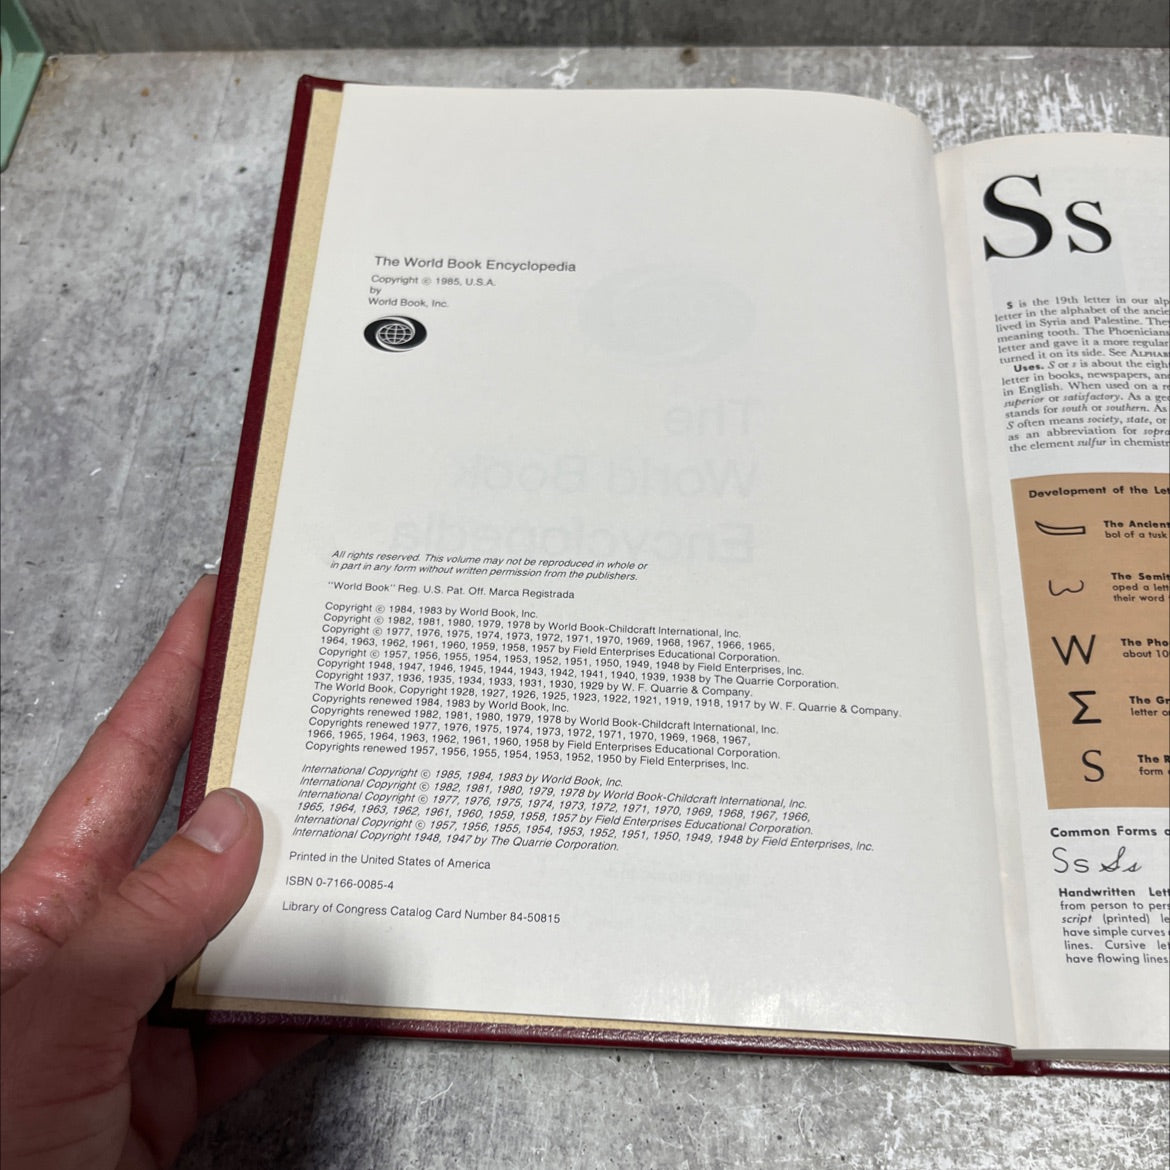 The World Book Encyclopedia
Copyright © 1985, U.S.A.
by
World Book, Inc.
All rights reserved. This volume may not be reproduced in whole or
in part in any form without written permission from the publishers.
"World Book" Reg. U.S. Pat. Off. Marca Registrada
Copyright © 1984, 1983 by World Book, Inc.
Copyright © 1982, 1981, 1980, 1979, 1978 by World Book-Childcraft International, Inc.
Copyright © 1977, 1976, 1975, 1974, 1973, 1972, 1971, 1970, 1969, 1968, 1967, 1966, 1965,
1964, 1963, 1962, 1961, 1960, 1959, 1958, 1957 by Field Enterprises Educational Corporation.
Copyright © 1957, 1956, 1955, 1954, 1953, 1952, 1951, 1950, 1949, 1948 by Field Enterprises, Inc.
Copyright 1948, 1947, 1946, 1945, 1944, 1943, 1942, 1941, 1940, 1939, 1938 by The Quarrie Corporation.
Copyright 1937, 1936, 1935, 1934, 1933, 1931, 1930, 1929 by W. F. Quarrie & Company.
The World Book, Copyright 1928, 1927, 1926, 1925, 1923, 1922, 1921, 1919, 1918, 1917 by W. F. Quarrie & Company.
Copyrights renewed 1984, 1983 by World Book, Inc.
Copyrights renewed 1982, 1981, 1980, 1979, 1978 by World Book-Childcraft International, Inc.
Copyrights renewed 1977, 1976, 1975, 1974, 1973, 1972, 1971, 1970, 1969, 1968, 1967,
1966, 1965, 1964, 1963, 1962, 1961, 1960, 1958 by Field Enterprises Educational Corporation.
Copyrights renewed 1957, 1956, 1955, 1954, 1953, 1952, 1950 by Field Enterprises, Inc.
International Copyright © 1985, 1984, 1983 by World Book, Inc.
International Copyright © 1982, 1981, 1980, 1979, 1978 by World Book-Childcraft International, Inc.
International Copyright © 1977, 1976, 1975, 1974, 1973, 1972, 1971, 1970, 1969, 1968, 1967, 1966,
1965, 1964, 1963, 1962, 1961, 1960, 1959, 1958, 1957 by Field Enterprises Educational Corporation.
International Copyright © 1957, 1956, 1955, 1954, 1953, 1952, 1951, 1950, 1949, 1948 by Field Enterprises, Inc.
International Copyright 1948, 1947 by The Quarrie Corporation.
Printed in the United States of America
ISBN 0-7166-0085-4
Library of Congress Catalog Card Number 84-50815
Ss
S is the 19th letter in our alp
letter in the alphabet of the ancie
lived in Syria and Palestine. The
meaning tooth. The Phoenicians
letter and gave it a more regular
turned it on its side. See ALPHAB
Uses. S or s is about the eigh
letter in books, newspapers, an
in English. When used on a r
superior or satisfactory. As a ge
stands for south or southern. As
S often means society, state, or
as an abbreviation for sopra
the element sulfur in chemistr
Development of the Let
The Ancient
bol of a tusk
The Semit
oped a lett
their word
W
The Pho
about 10
Σ
The Gr
letter o
S
The R
form
Common Forms o
Ss Ss
Handwritten Lett
from person to pers
script (printed) le
have simple curves
lines. Cursive let
have flowing lines